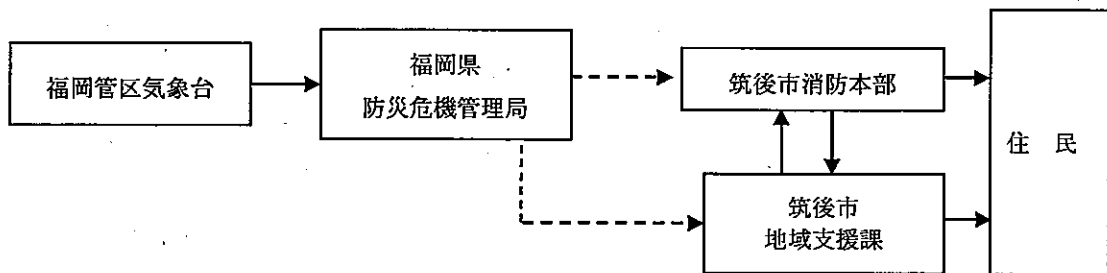 福岡管区気象台
福岡県
防災危機管理局
筑後市消防本部
筑後市
地域支援課
住　民